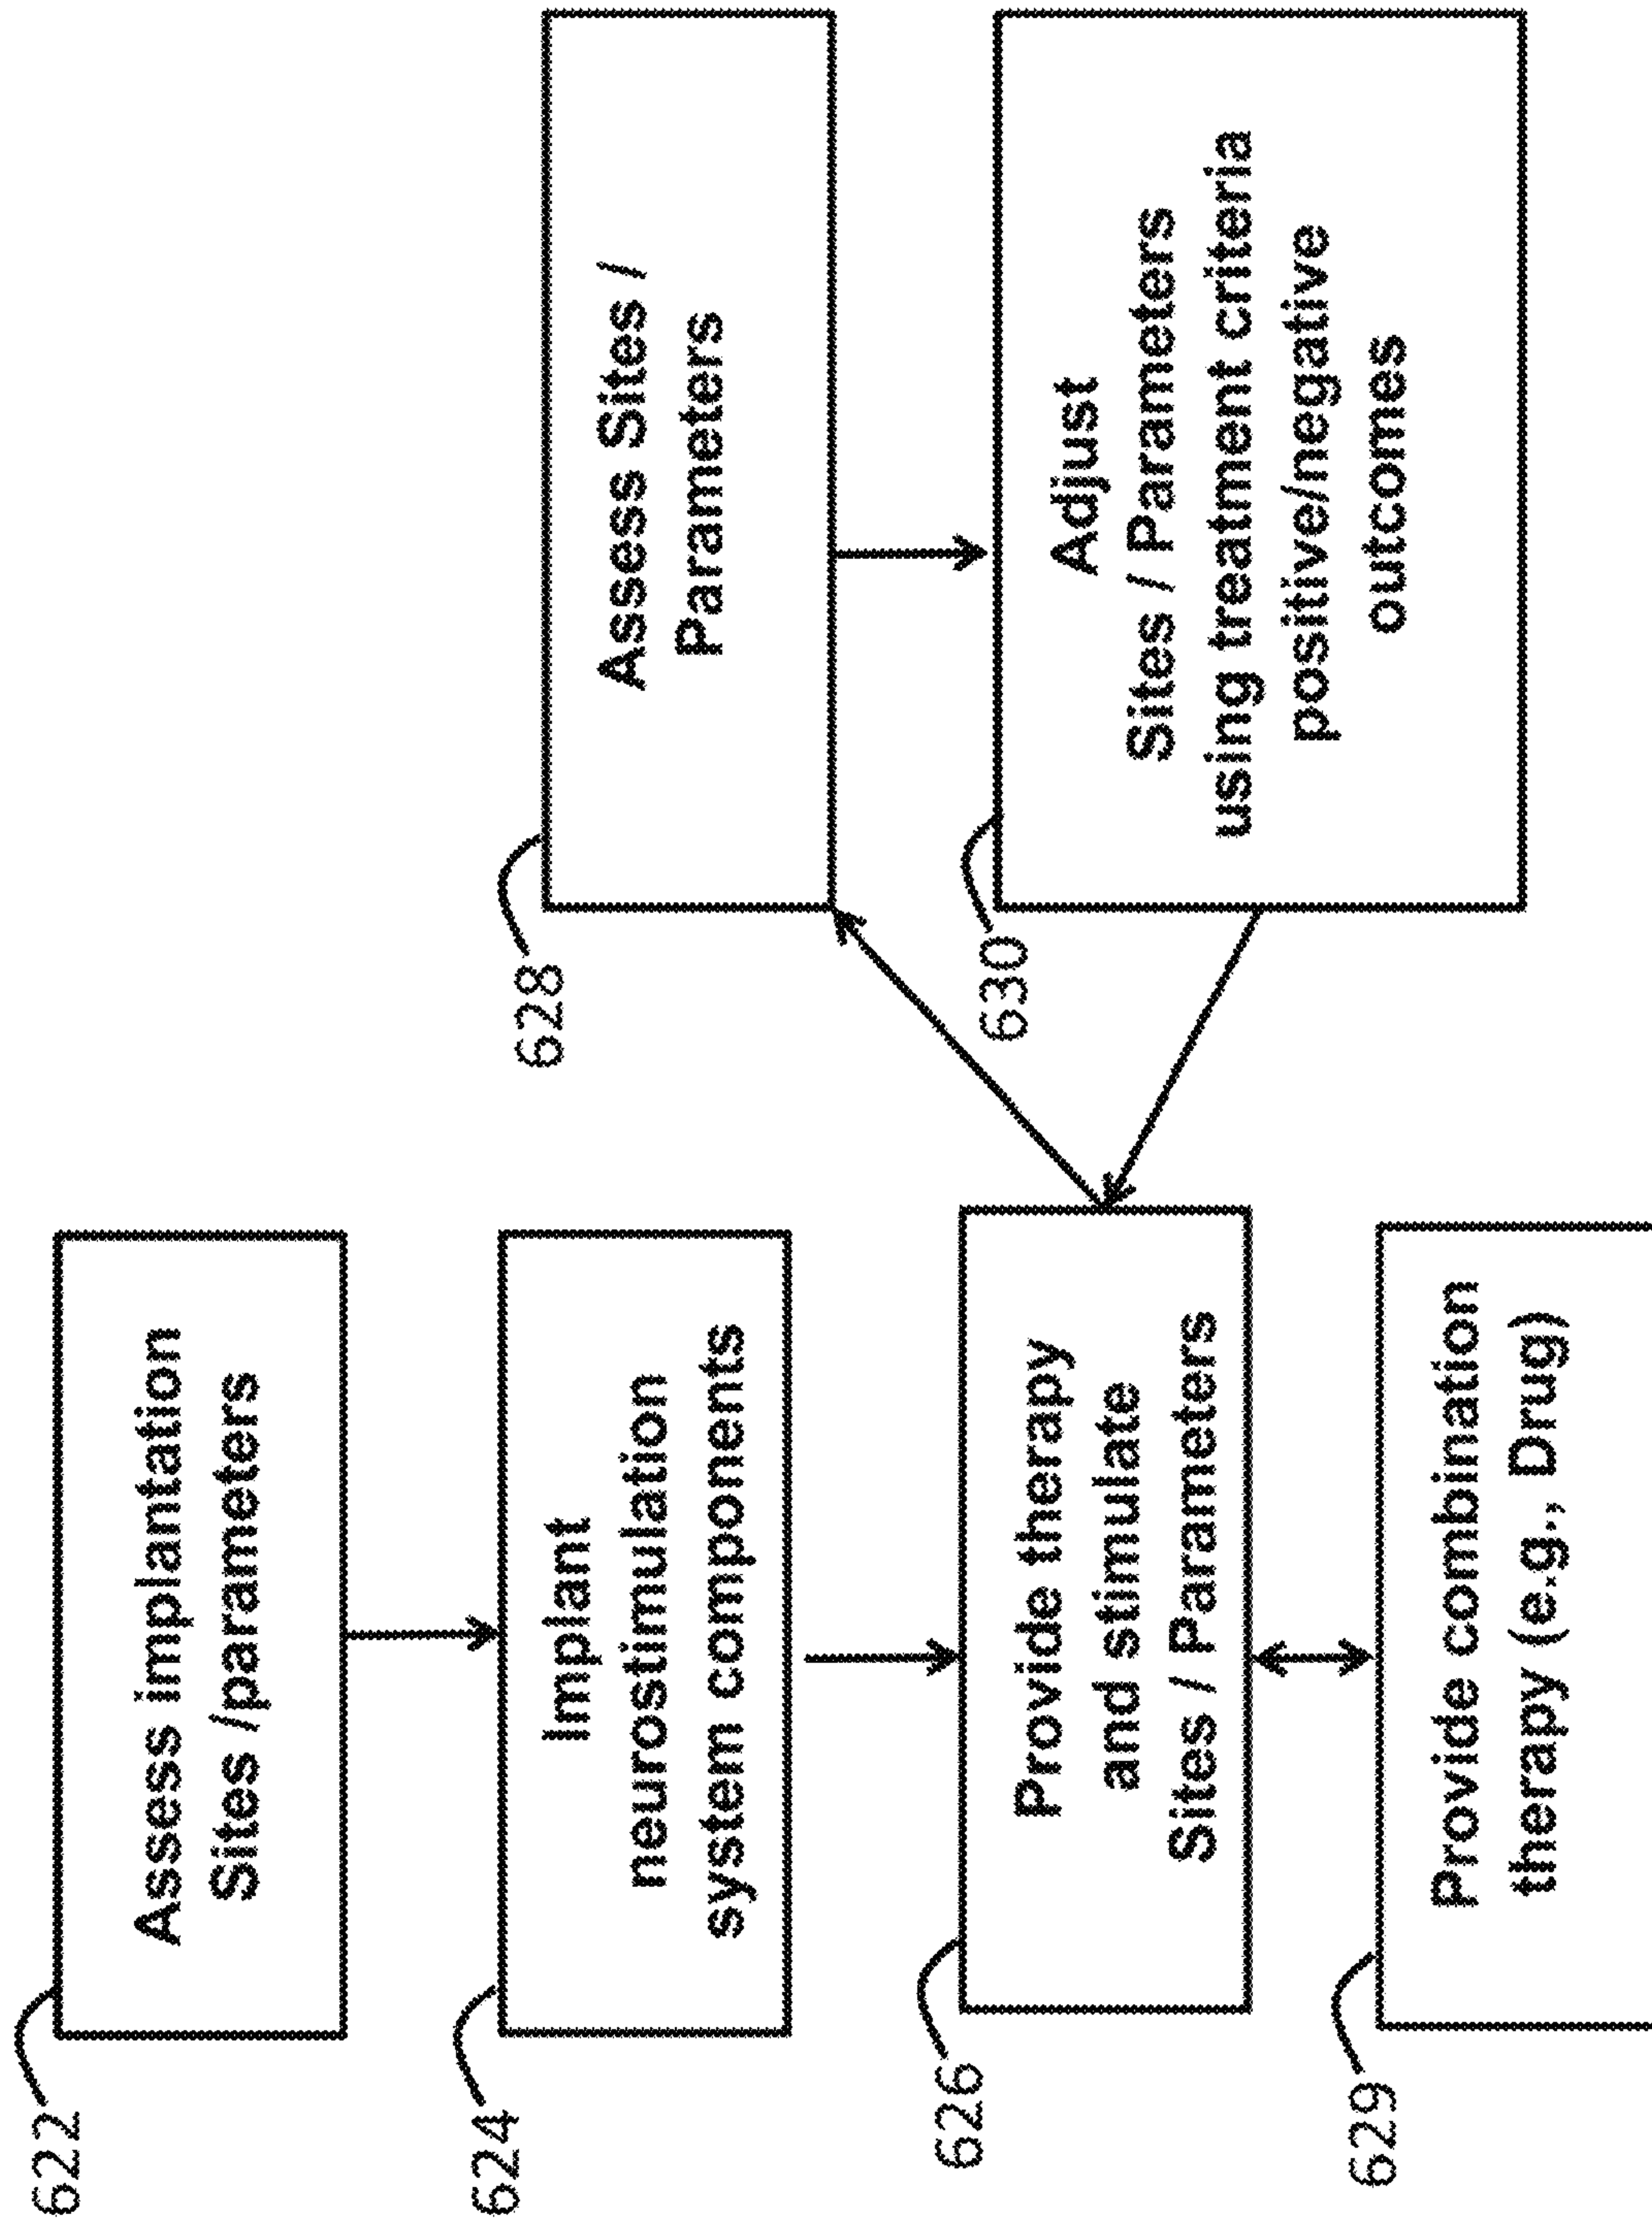 622
Assess implantation
Sites /parameters
624
Implant
neurostimulation
system components
626
Provide therapy
and stimulate
Sites / Parameters
629
Provide combination
therapy (e.g., Drug)
628
Assess Sites /
Parameters
630
Adjust
Sites / Parameters
using treatment criteria
positive/negative
outcomes